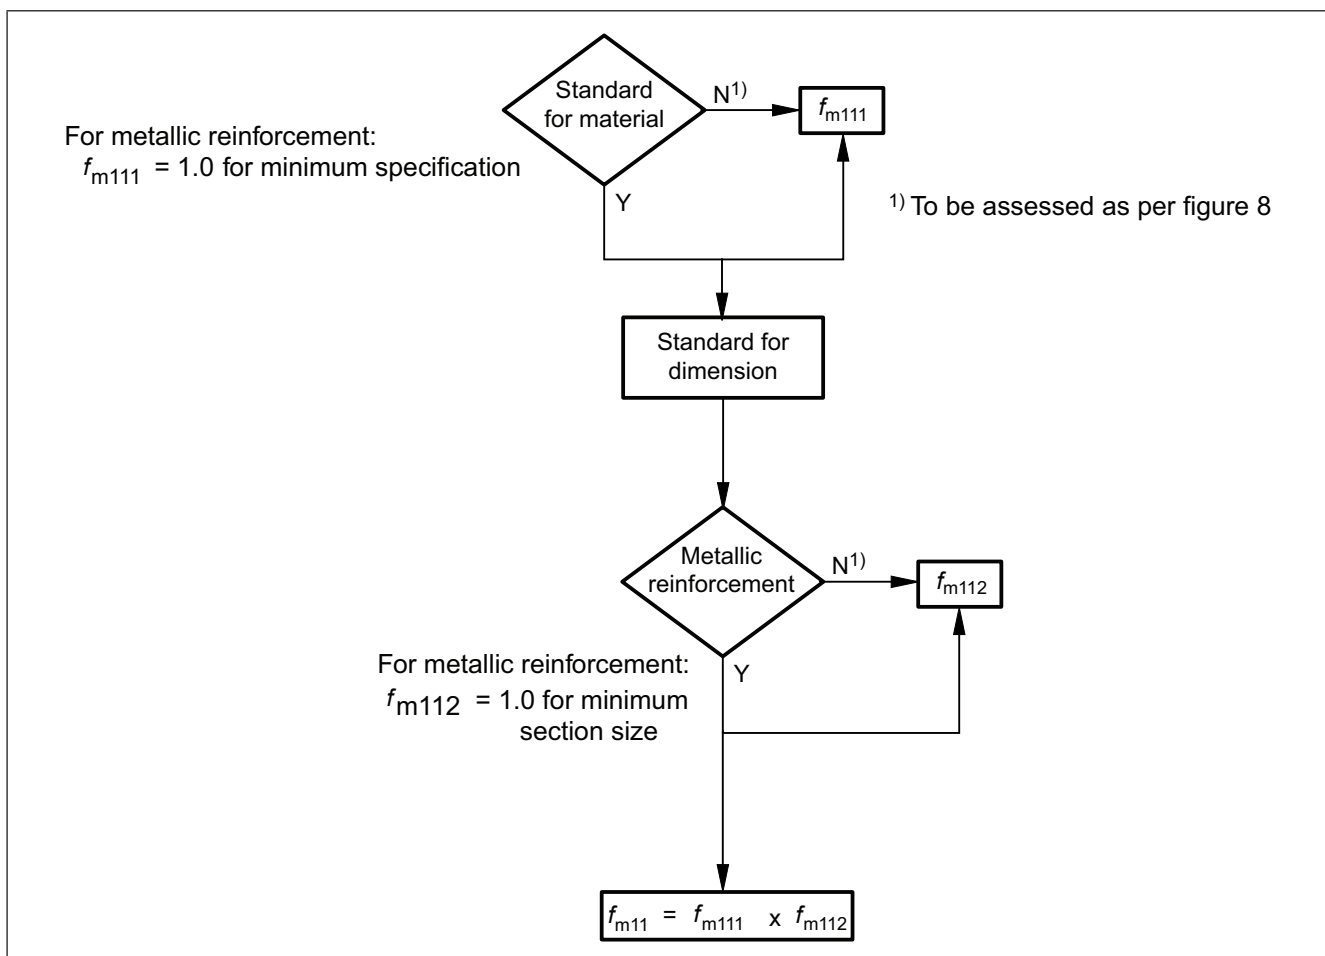 Standard
for material
N1)
fm111
For metallic reinforcement:
fm111 = 1.0 for minimum specification
Y
1) To be assessed as per figure 8
Standard for
dimension
Metallic
reinforcement
N1)
fm112
For metallic reinforcement:
Y
fm112 = 1.0 for minimum
section size
fm11 = fm111 x fm112